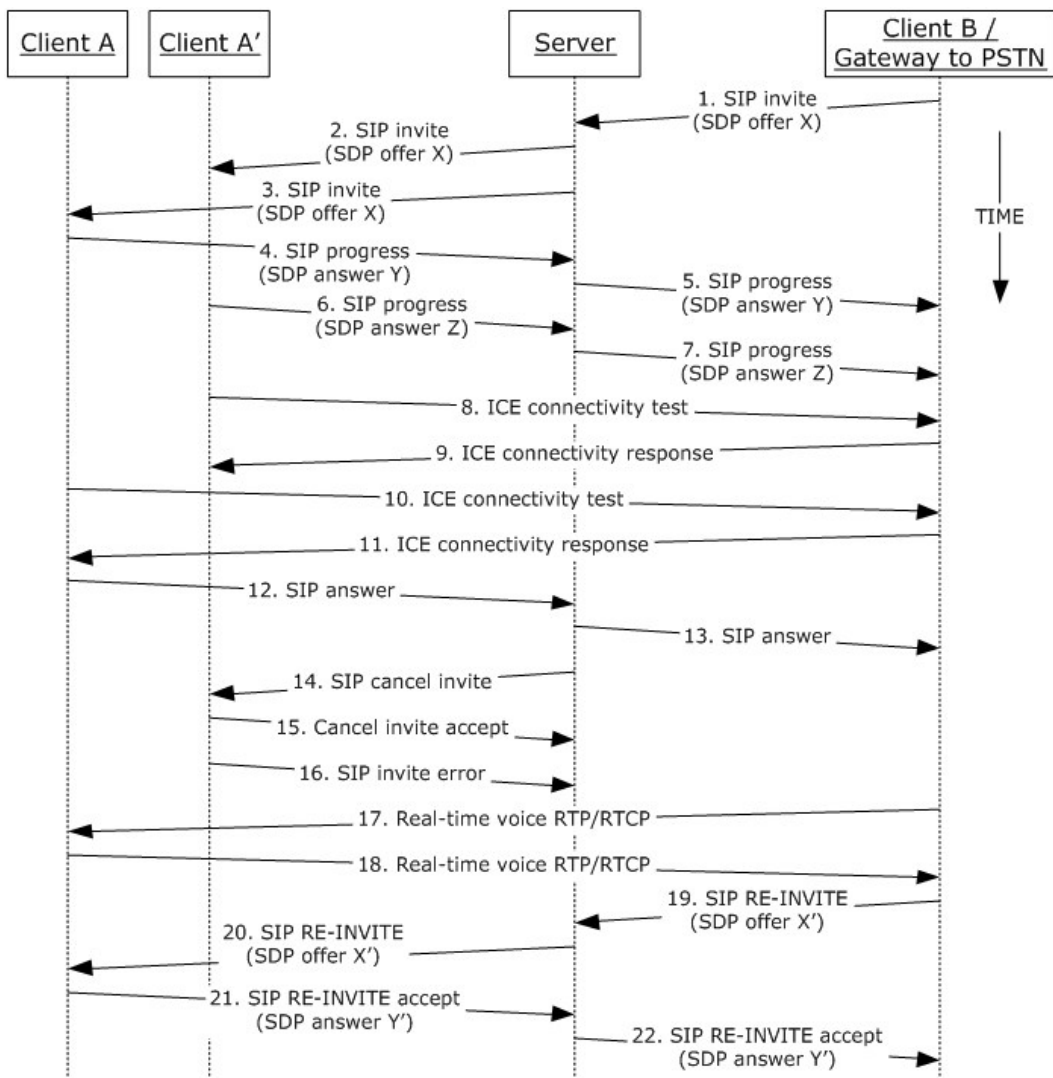 Client A
Client A′
Server
Client B /
Gateway to PSTN
1. SIP invite
(SDP offer X)
2. SIP invite
(SDP offer X)
3. SIP invite
(SDP offer X)
TIME
4. SIP progress
(SDP answer Y)
5. SIP progress
(SDP answer Y)
6. SIP progress
(SDP answer Z)
7. SIP progress
(SDP answer Z)
8. ICE connectivity test
9. ICE connectivity response
10. ICE connectivity test
11. ICE connectivity response
12. SIP answer
13. SIP answer
14. SIP cancel invite
15. Cancel invite accept
16. SIP invite error
17. Real-time voice RTP/RTCP
18. Real-time voice RTP/RTCP
19. SIP RE-INVITE
(SDP offer X′)
20. SIP RE-INVITE
(SDP offer X′)
21. SIP RE-INVITE accept
(SDP answer Y′)
22. SIP RE-INVITE accept
(SDP answer Y′)